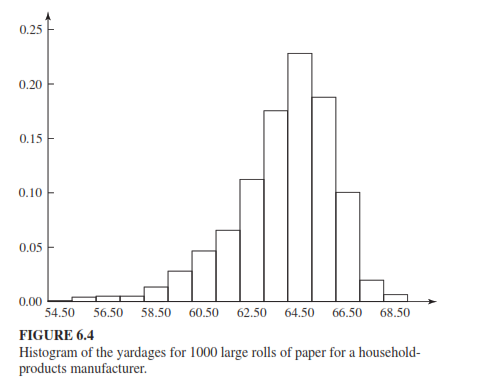 0.25
0.20
0.15
0.10
0.05
0.00
54.50 56.50 58.50 60.50 62.50 64.50 66.50 68.50
FIGURE 6.4
Histogram of the yardages for 1000 large rolls of paper for a household-
products manufacturer.